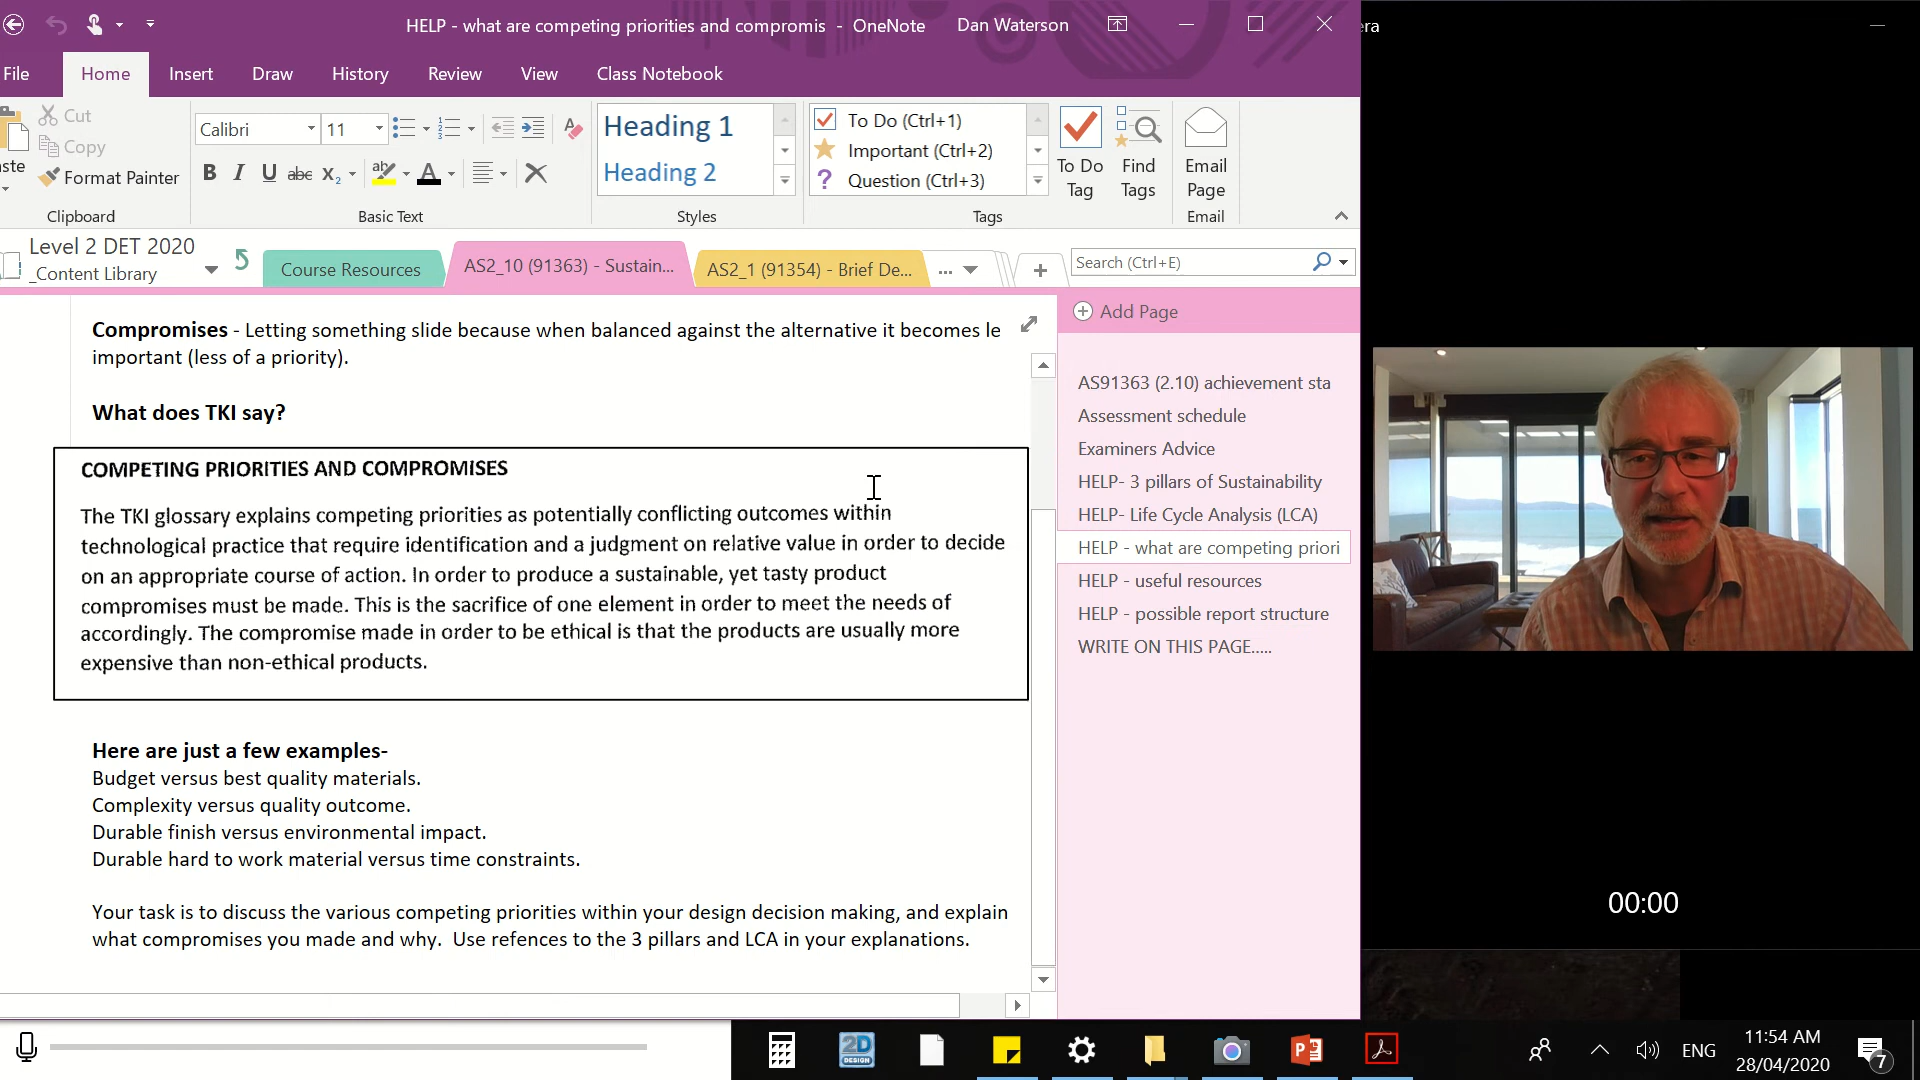 HELP - what are competing priorities and compromis - OneNote
Dan Waterson
era
File Home Insert Draw History Review View Class Notebook
Cut
Copy
Format Painter
Clipboard
Calibri 11
Basic Text
Heading 1
Heading 2
Styles
To Do (Ctrl+1)
Important (Ctrl+2)
Question (Ctrl+3)
Tags
To Do
Tag
Find
Tags
Email
Page
Email
Level 2 DET 2020
_Content Library
Course Resources
AS2_10 (91363) - Sustain...
AS2_1 (91354) - Brief De...
...
Search (Ctrl+E)
Compromises - Letting something slide because when balanced against the alternative it becomes le
important (less of a priority).
What does TKI say?
COMPETING PRIORITIES AND COMPROMISES
The TKI glossary explains competing priorities as potentially conflicting outcomes within
technological practice that require identification and a judgment on relative value in order to decide
on an appropriate course of action. In order to produce a sustainable, yet tasty product
compromises must be made. This is the sacrifice of one element in order to meet the needs of
accordingly. The compromise made in order to be ethical is that the products are usually more
expensive than non-ethical products.
Here are just a few examples-
Budget versus best quality materials.
Complexity versus quality outcome.
Durable finish versus environmental impact.
Durable hard to work material versus time constraints.
Your task is to discuss the various competing priorities within your design decision making, and explain
what compromises you made and why. Use refences to the 3 pillars and LCA in your explanations.
Add Page
AS91363 (2.10) achievement sta
Assessment schedule
Examiners Advice
HELP- 3 pillars of Sustainability
HELP- Life Cycle Analysis (LCA)
HELP - what are competing priori
HELP - useful resources
HELP - possible report structure
WRITE ON THIS PAGE.....
00:00
2D
DESIGN
ENG
11:54 AM
28/04/2020
7